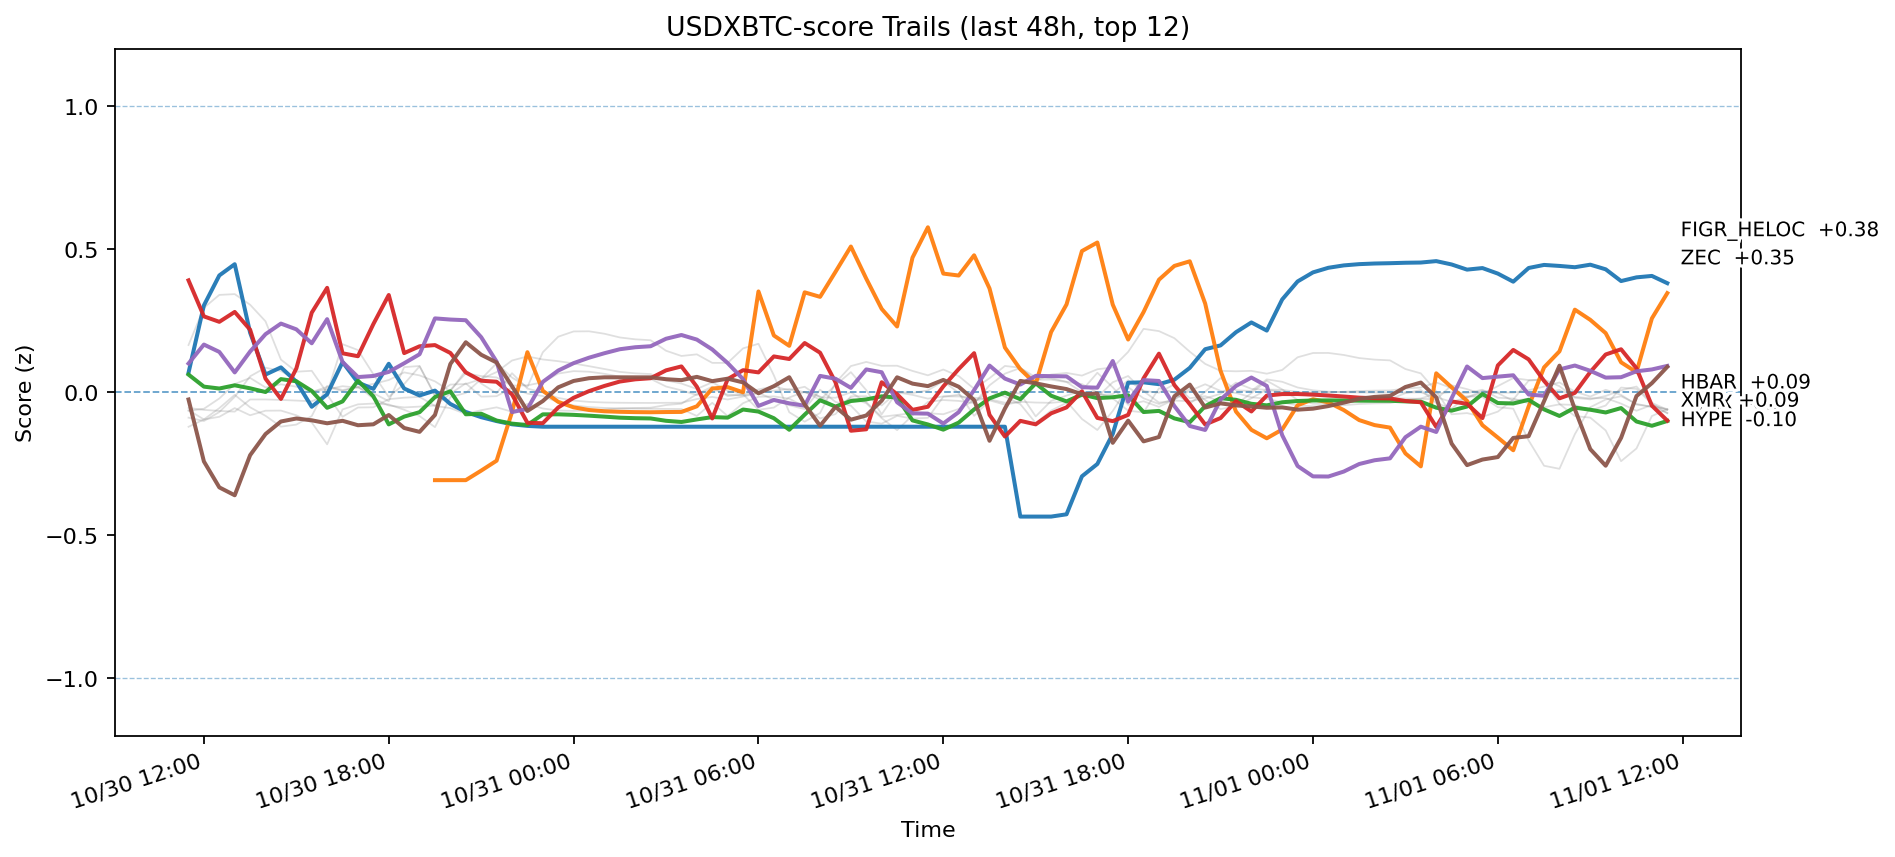 USDXBTC-score Trails (last 48h, top 12)
Score (z)
1.0
0.5
0.0
−0.5
−1.0
FIGR_HELOC +0.38
ZEC +0.35
HBAR +0.09
XMR +0.09
HYPE -0.10
10/30 12:00
10/30 18:00
10/31 00:00
10/31 06:00
10/31 12:00
10/31 18:00
11/01 00:00
11/01 06:00
11/01 12:00
Time